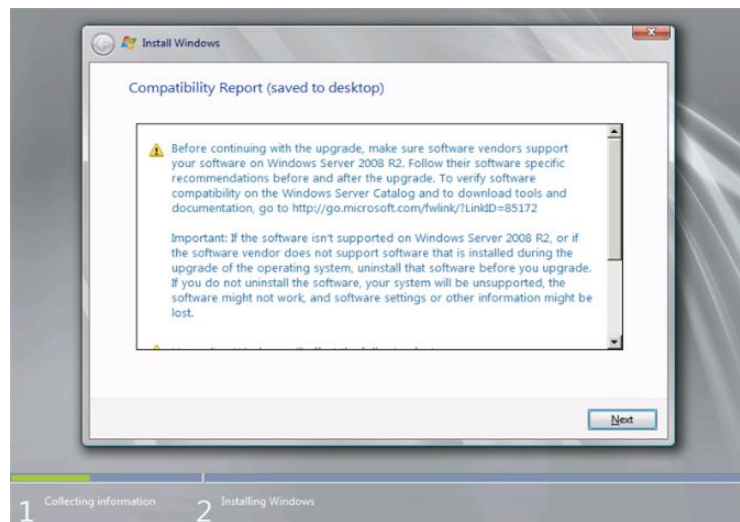 Install Windows
Compatibility Report (saved to desktop)
Before continuing with the upgrade, make sure software vendors support
your software on Windows Server 2008 R2. Follow their software specific
recommendations before and after the upgrade. To verify software
compatibility on the Windows Server Catalog and to download tools and
documentation, go to http://go.microsoft.com/fwlink/?LinkID=85172
Important: If the software isn't supported on Windows Server 2008 R2, or if
the software vendor does not support software that is installed during the
upgrade of the operating system, uninstall that software before you upgrade.
If you do not uninstall the software, your system will be unsupported, the
software might not work, and software settings or other information might be
lost.
Next
1 Collecting information 2 Installing Windows